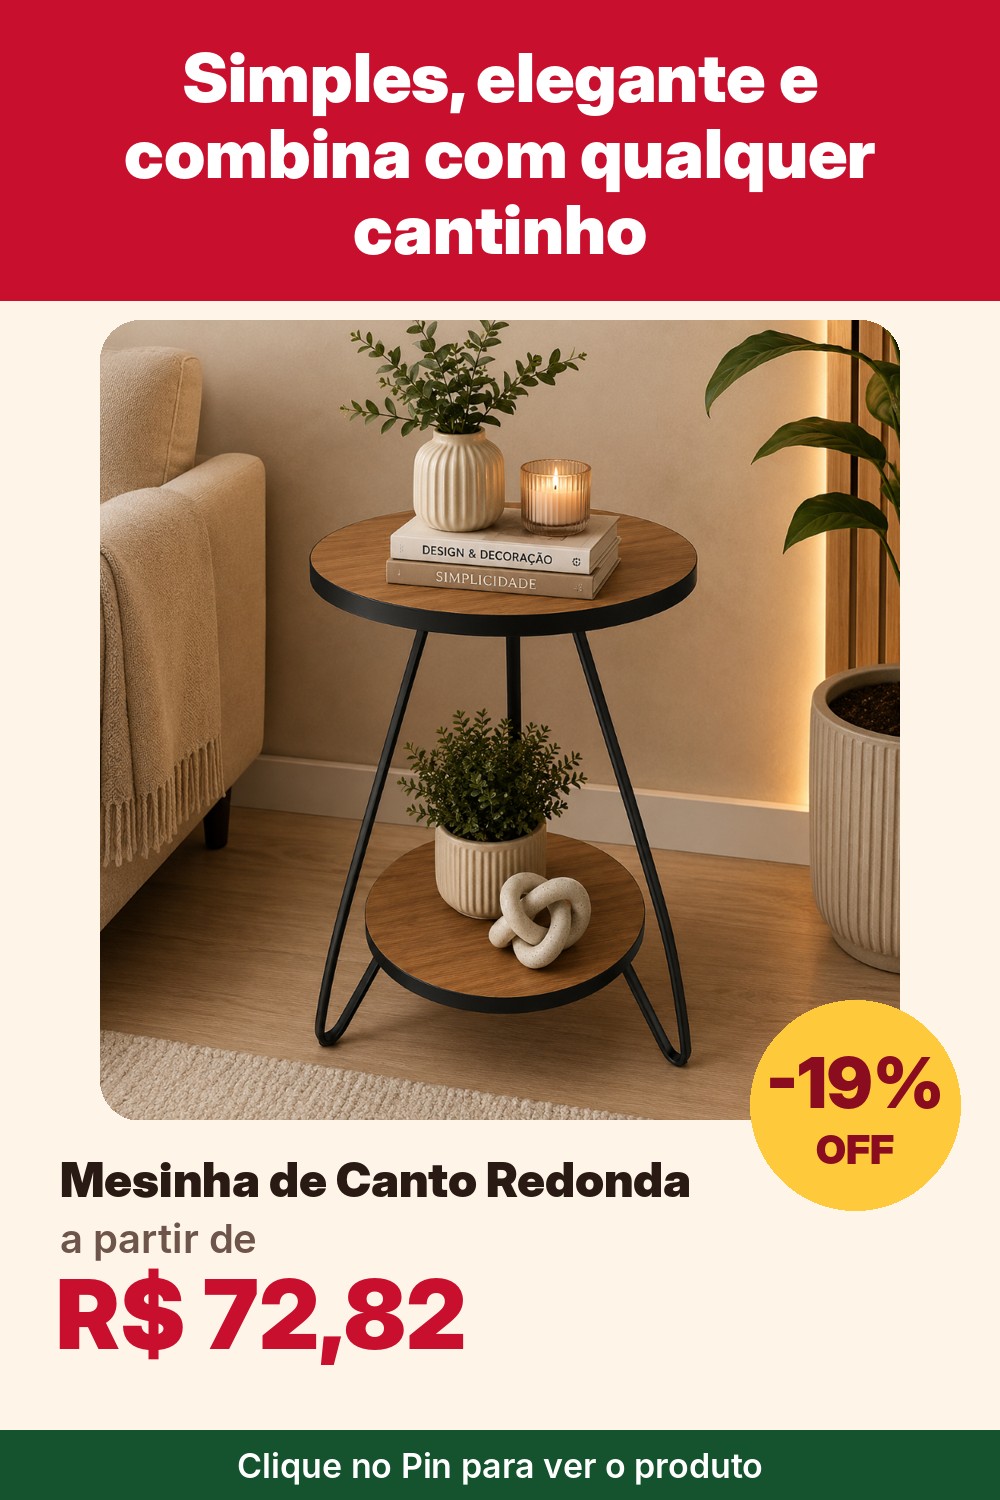 Simples, elegante e
combina com qualquer
cantinho
DESIGN & DECORAÇÃO
SIMPLICIDADE
-19%
OFF
Mesinha de Canto Redonda
a partir de
R$ 72,82
Clique no Pin para ver o produto